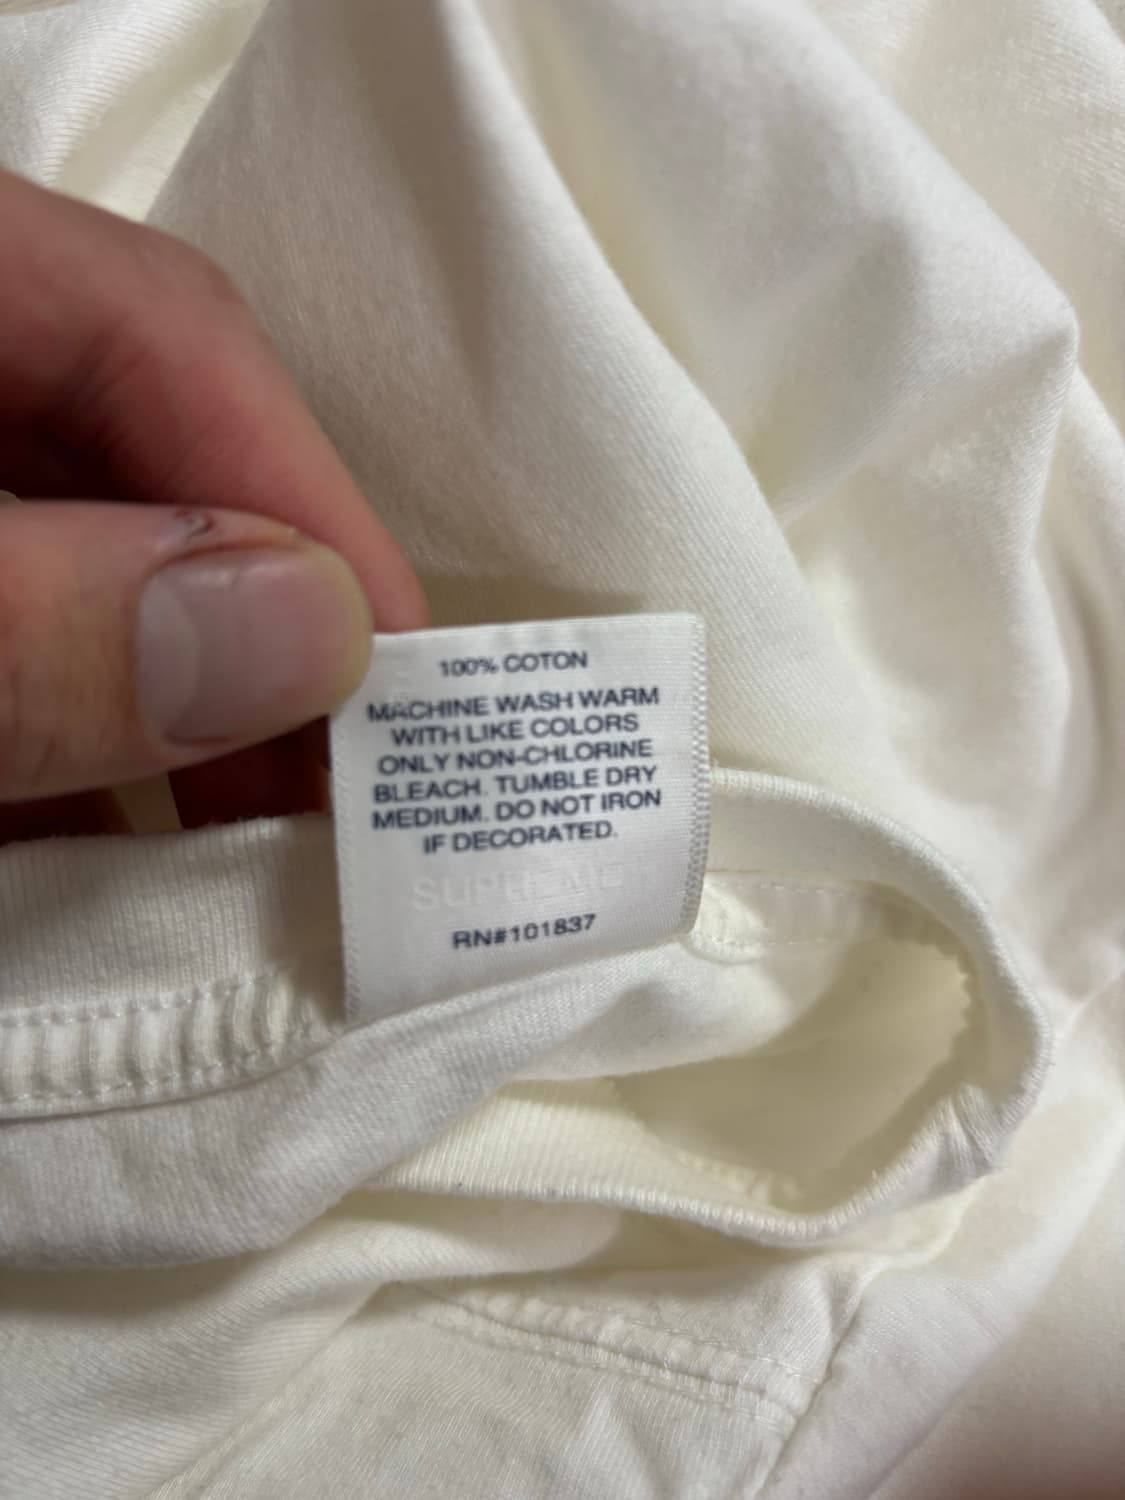 100% COTON
MACHINE WASH WARM
WITH LIKE COLORS
ONLY NON-CHLORINE
BLEACH. TUMBLE DRY
MEDIUM. DO NOT IRON
IF DECORATED.
SUPREME
RN#101837